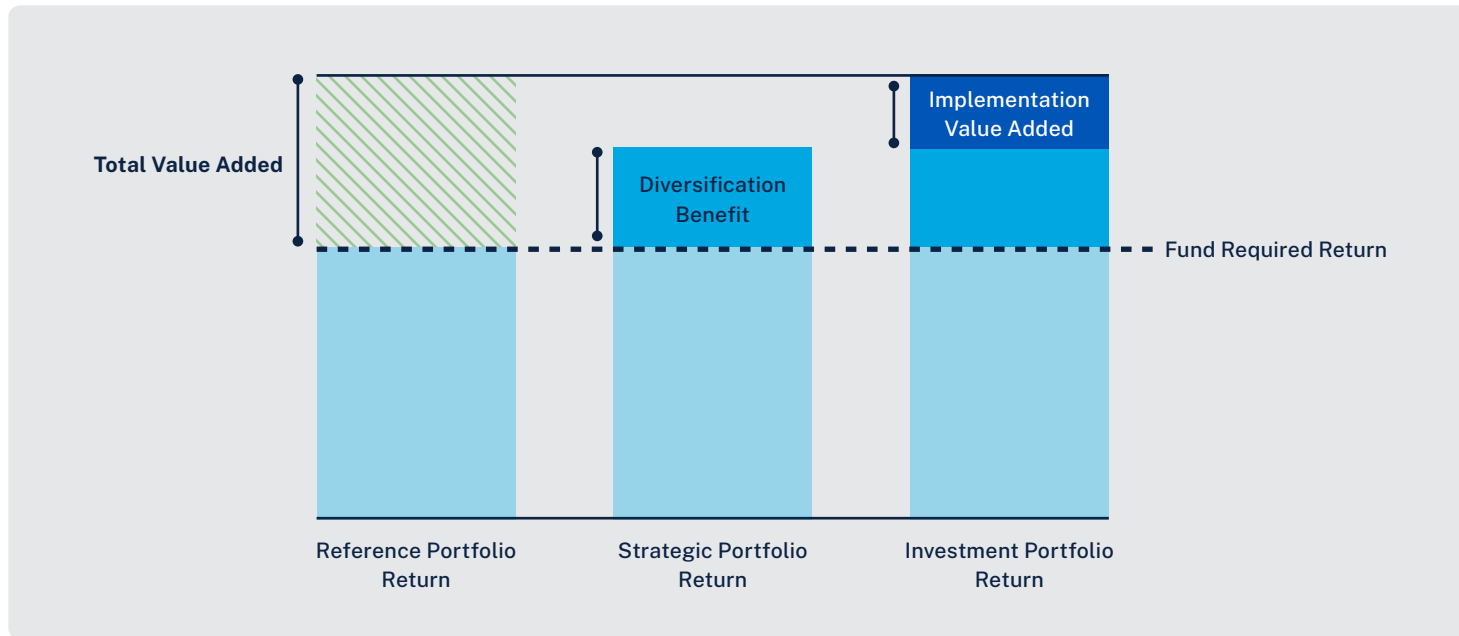 Implementation
Value Added
Total Value Added
Diversification
Benefit
Fund Required Return
Reference Portfolio
Return
Strategic Portfolio
Return
Investment Portfolio
Return